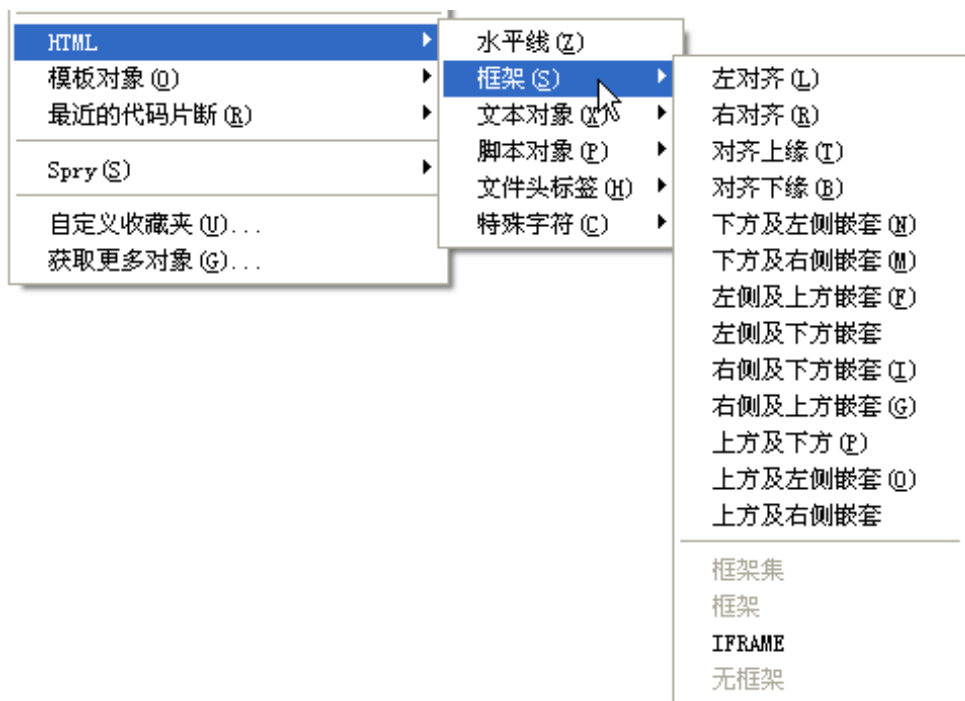 HTML
模板对象(O)
最近的代码片断(R)
Spry(S)
自定义收藏夹(U)...
获取更多对象(G)...
水平线(Z)
框架(S)
文本对象(X)
脚本对象(P)
文件头标签(H)
特殊字符(C)
左对齐(L)
右对齐(R)
对齐上缘(T)
对齐下缘(B)
下方及左侧嵌套(N)
下方及右侧嵌套(M)
左侧及上方嵌套(F)
左侧及下方嵌套
右侧及下方嵌套(I)
右侧及上方嵌套(G)
上方及下方(P)
上方及左侧嵌套(O)
上方及右侧嵌套
框架集
框架
IFRAME
无框架